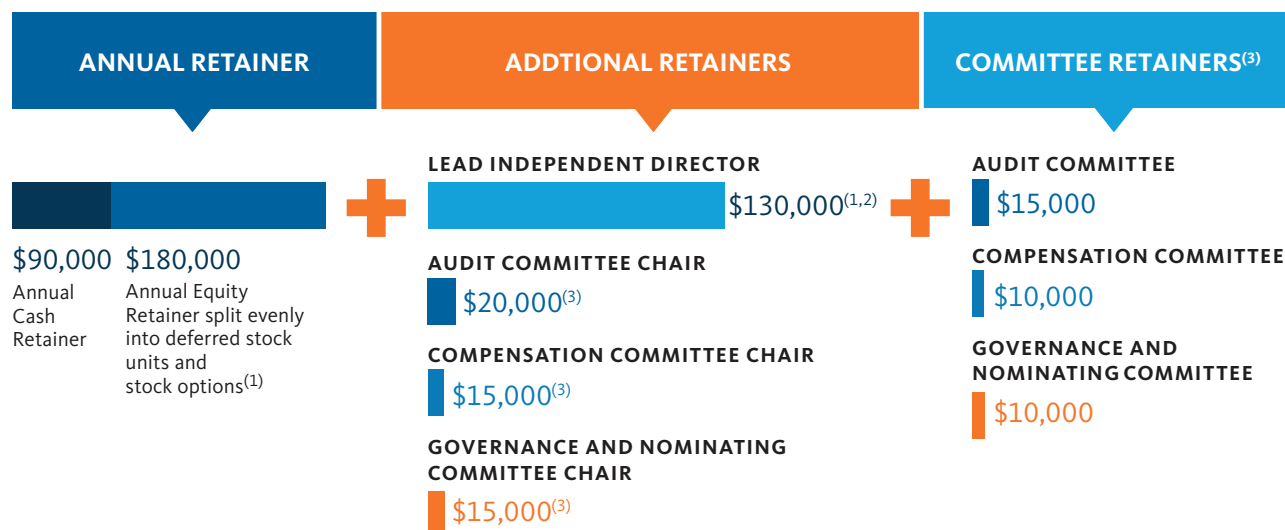 ANNUAL RETAINER
ADDTIONAL RETAINERS
COMMITTEE RETAINERS(3)
$90,000
Annual
Cash
Retainer
$180,000
Annual Equity
Retainer split evenly
into deferred stock
units and
stock options(1)
LEAD INDEPENDENT DIRECTOR
$130,000(1,2)
AUDIT COMMITTEE CHAIR
$20,000(3)
COMPENSATION COMMITTEE CHAIR
$15,000(3)
GOVERNANCE AND NOMINATING
COMMITTEE CHAIR
$15,000(3)
AUDIT COMMITTEE
$15,000
COMPENSATION COMMITTEE
$10,000
GOVERNANCE AND
NOMINATING COMMITTEE
$10,000